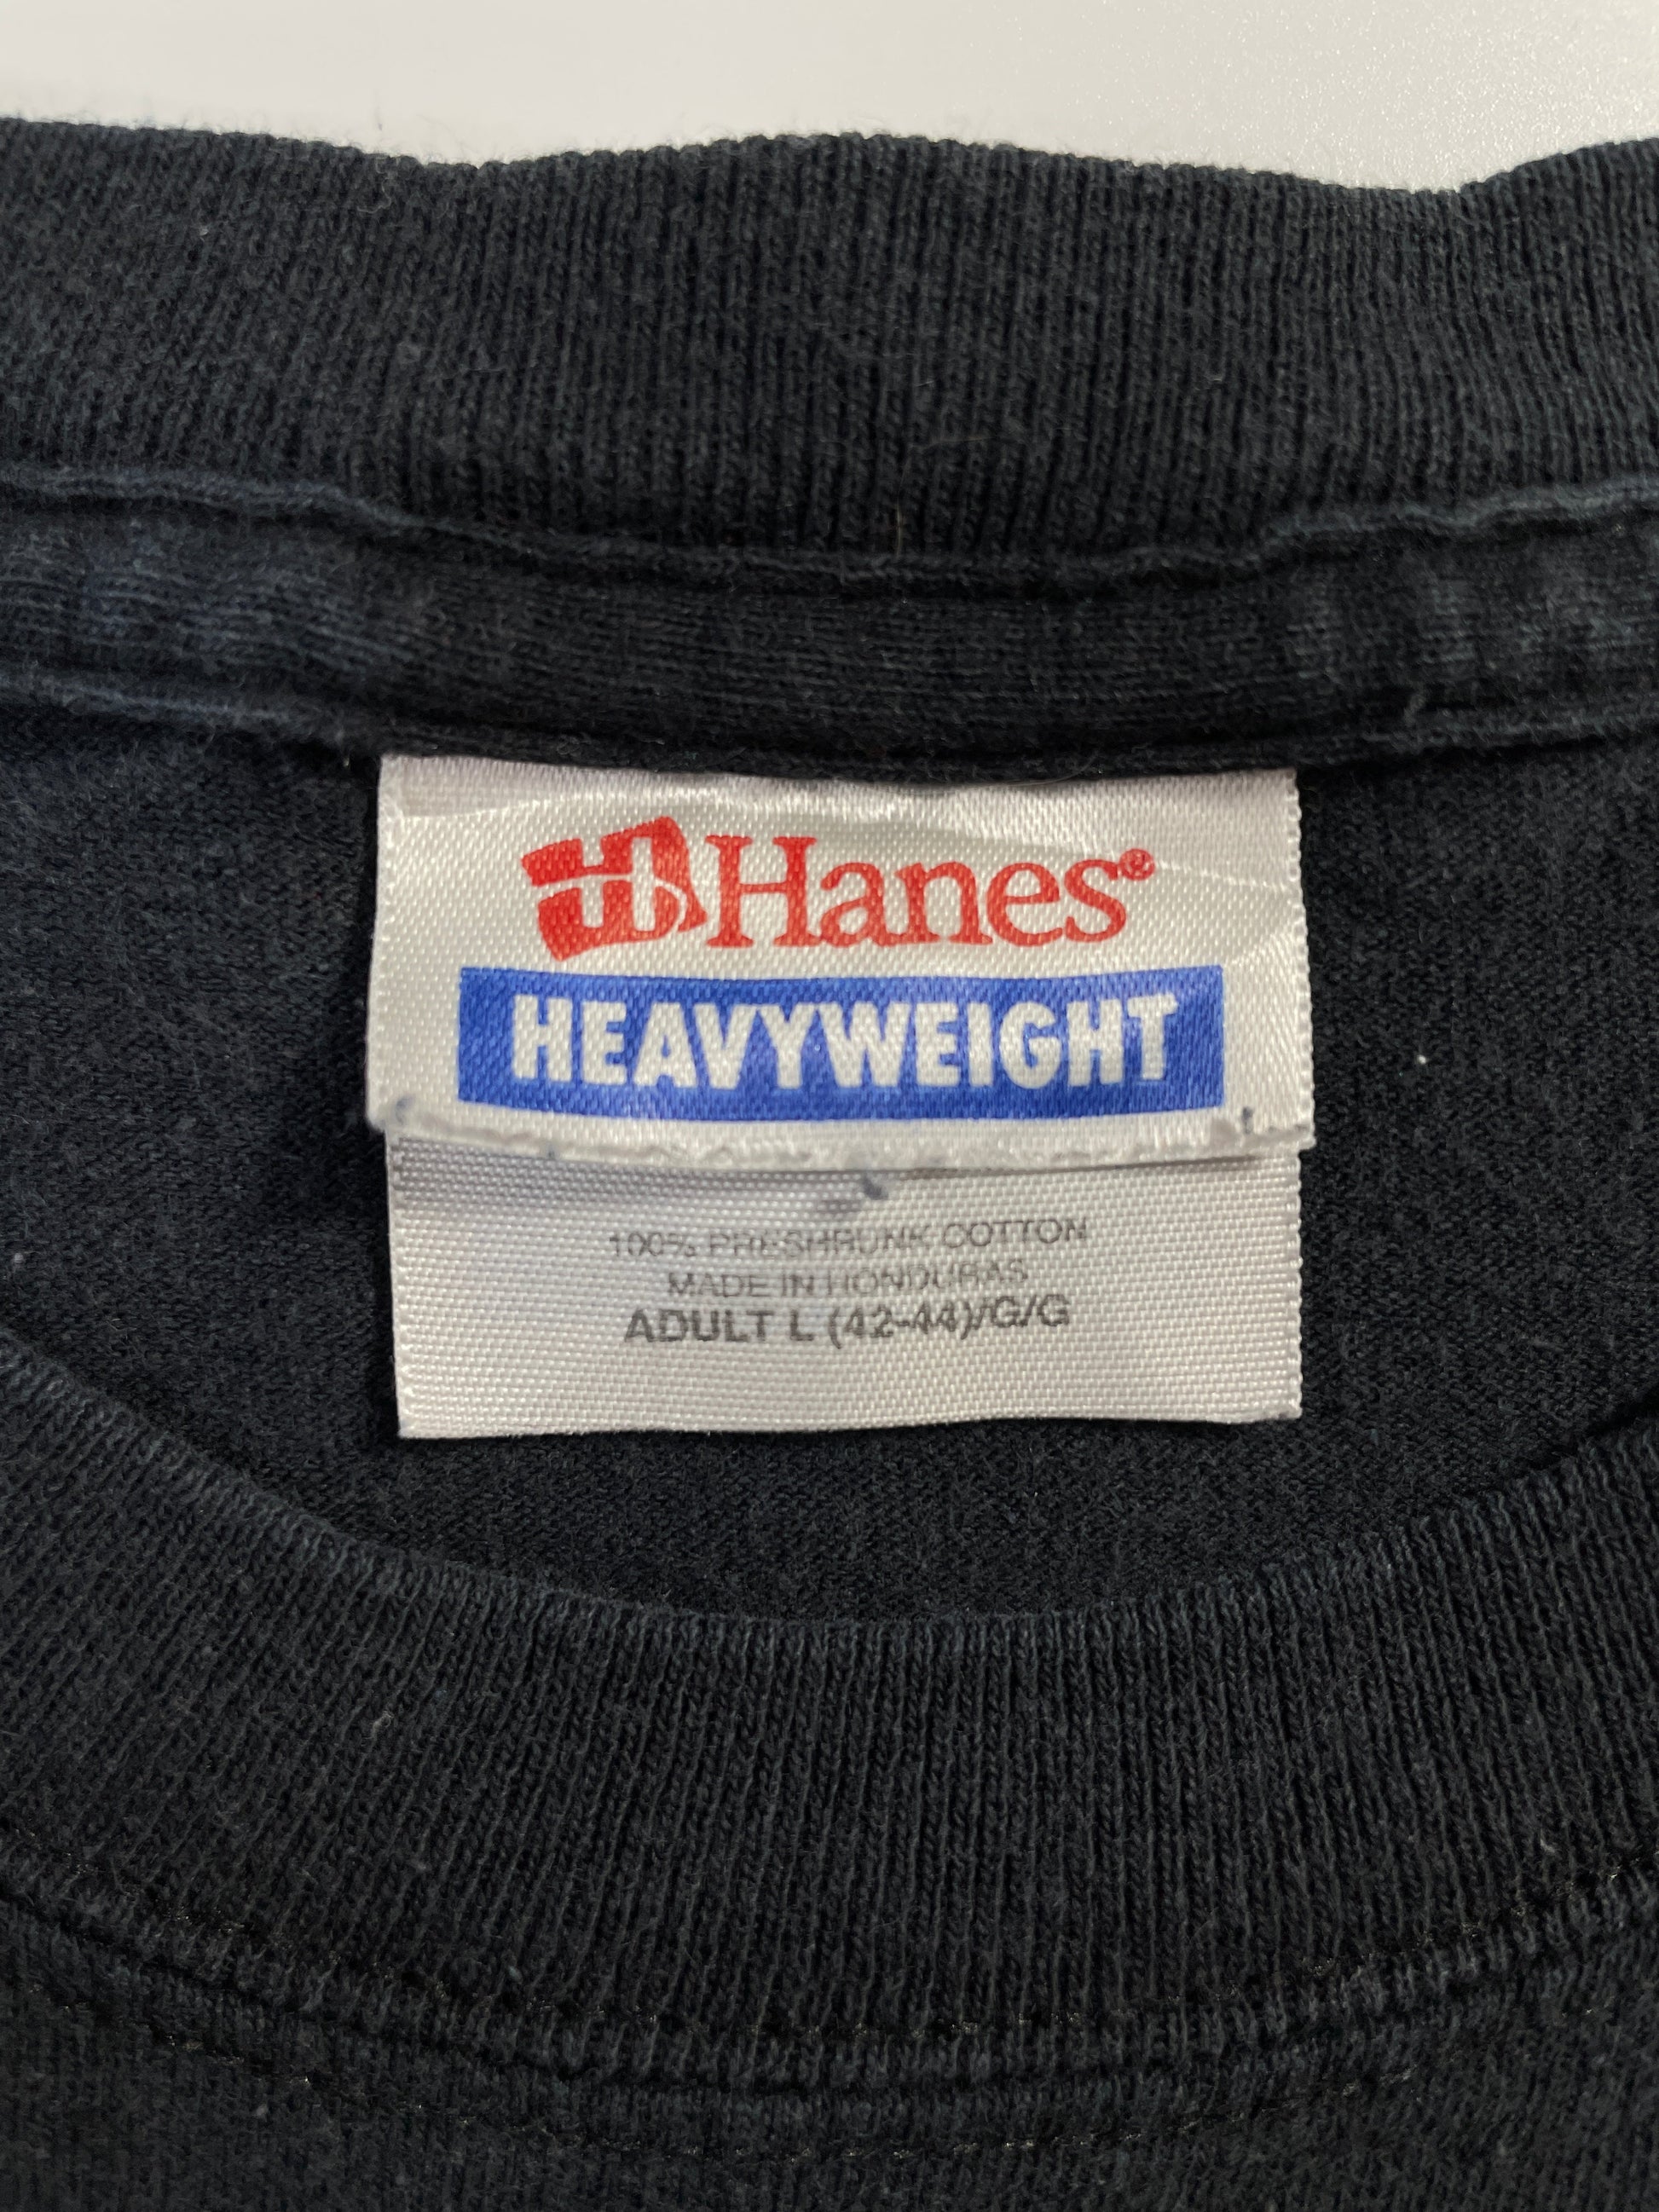 Hanes®
HEAVYWEIGHT
100% PRESHRUNK COTTON
MADE IN HONDURAS
ADULT L (42-44)/G/G